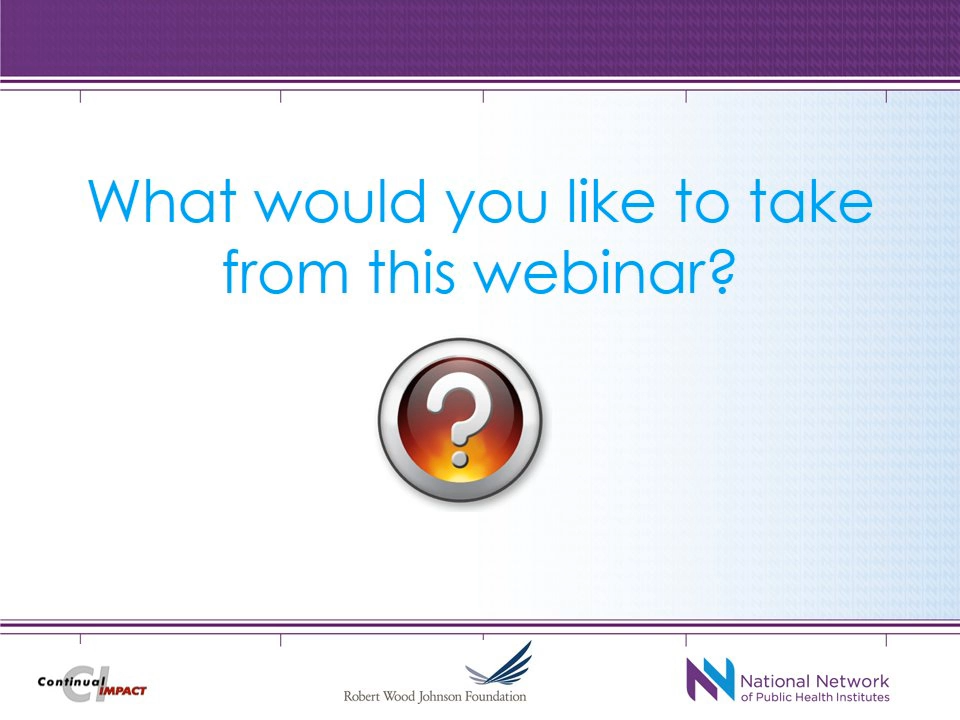 What would you like to take
from this webinar?
?
CI
Continual
IMPACT
Robert Wood Johnson Foundation
National Network
of Public Health Institutes